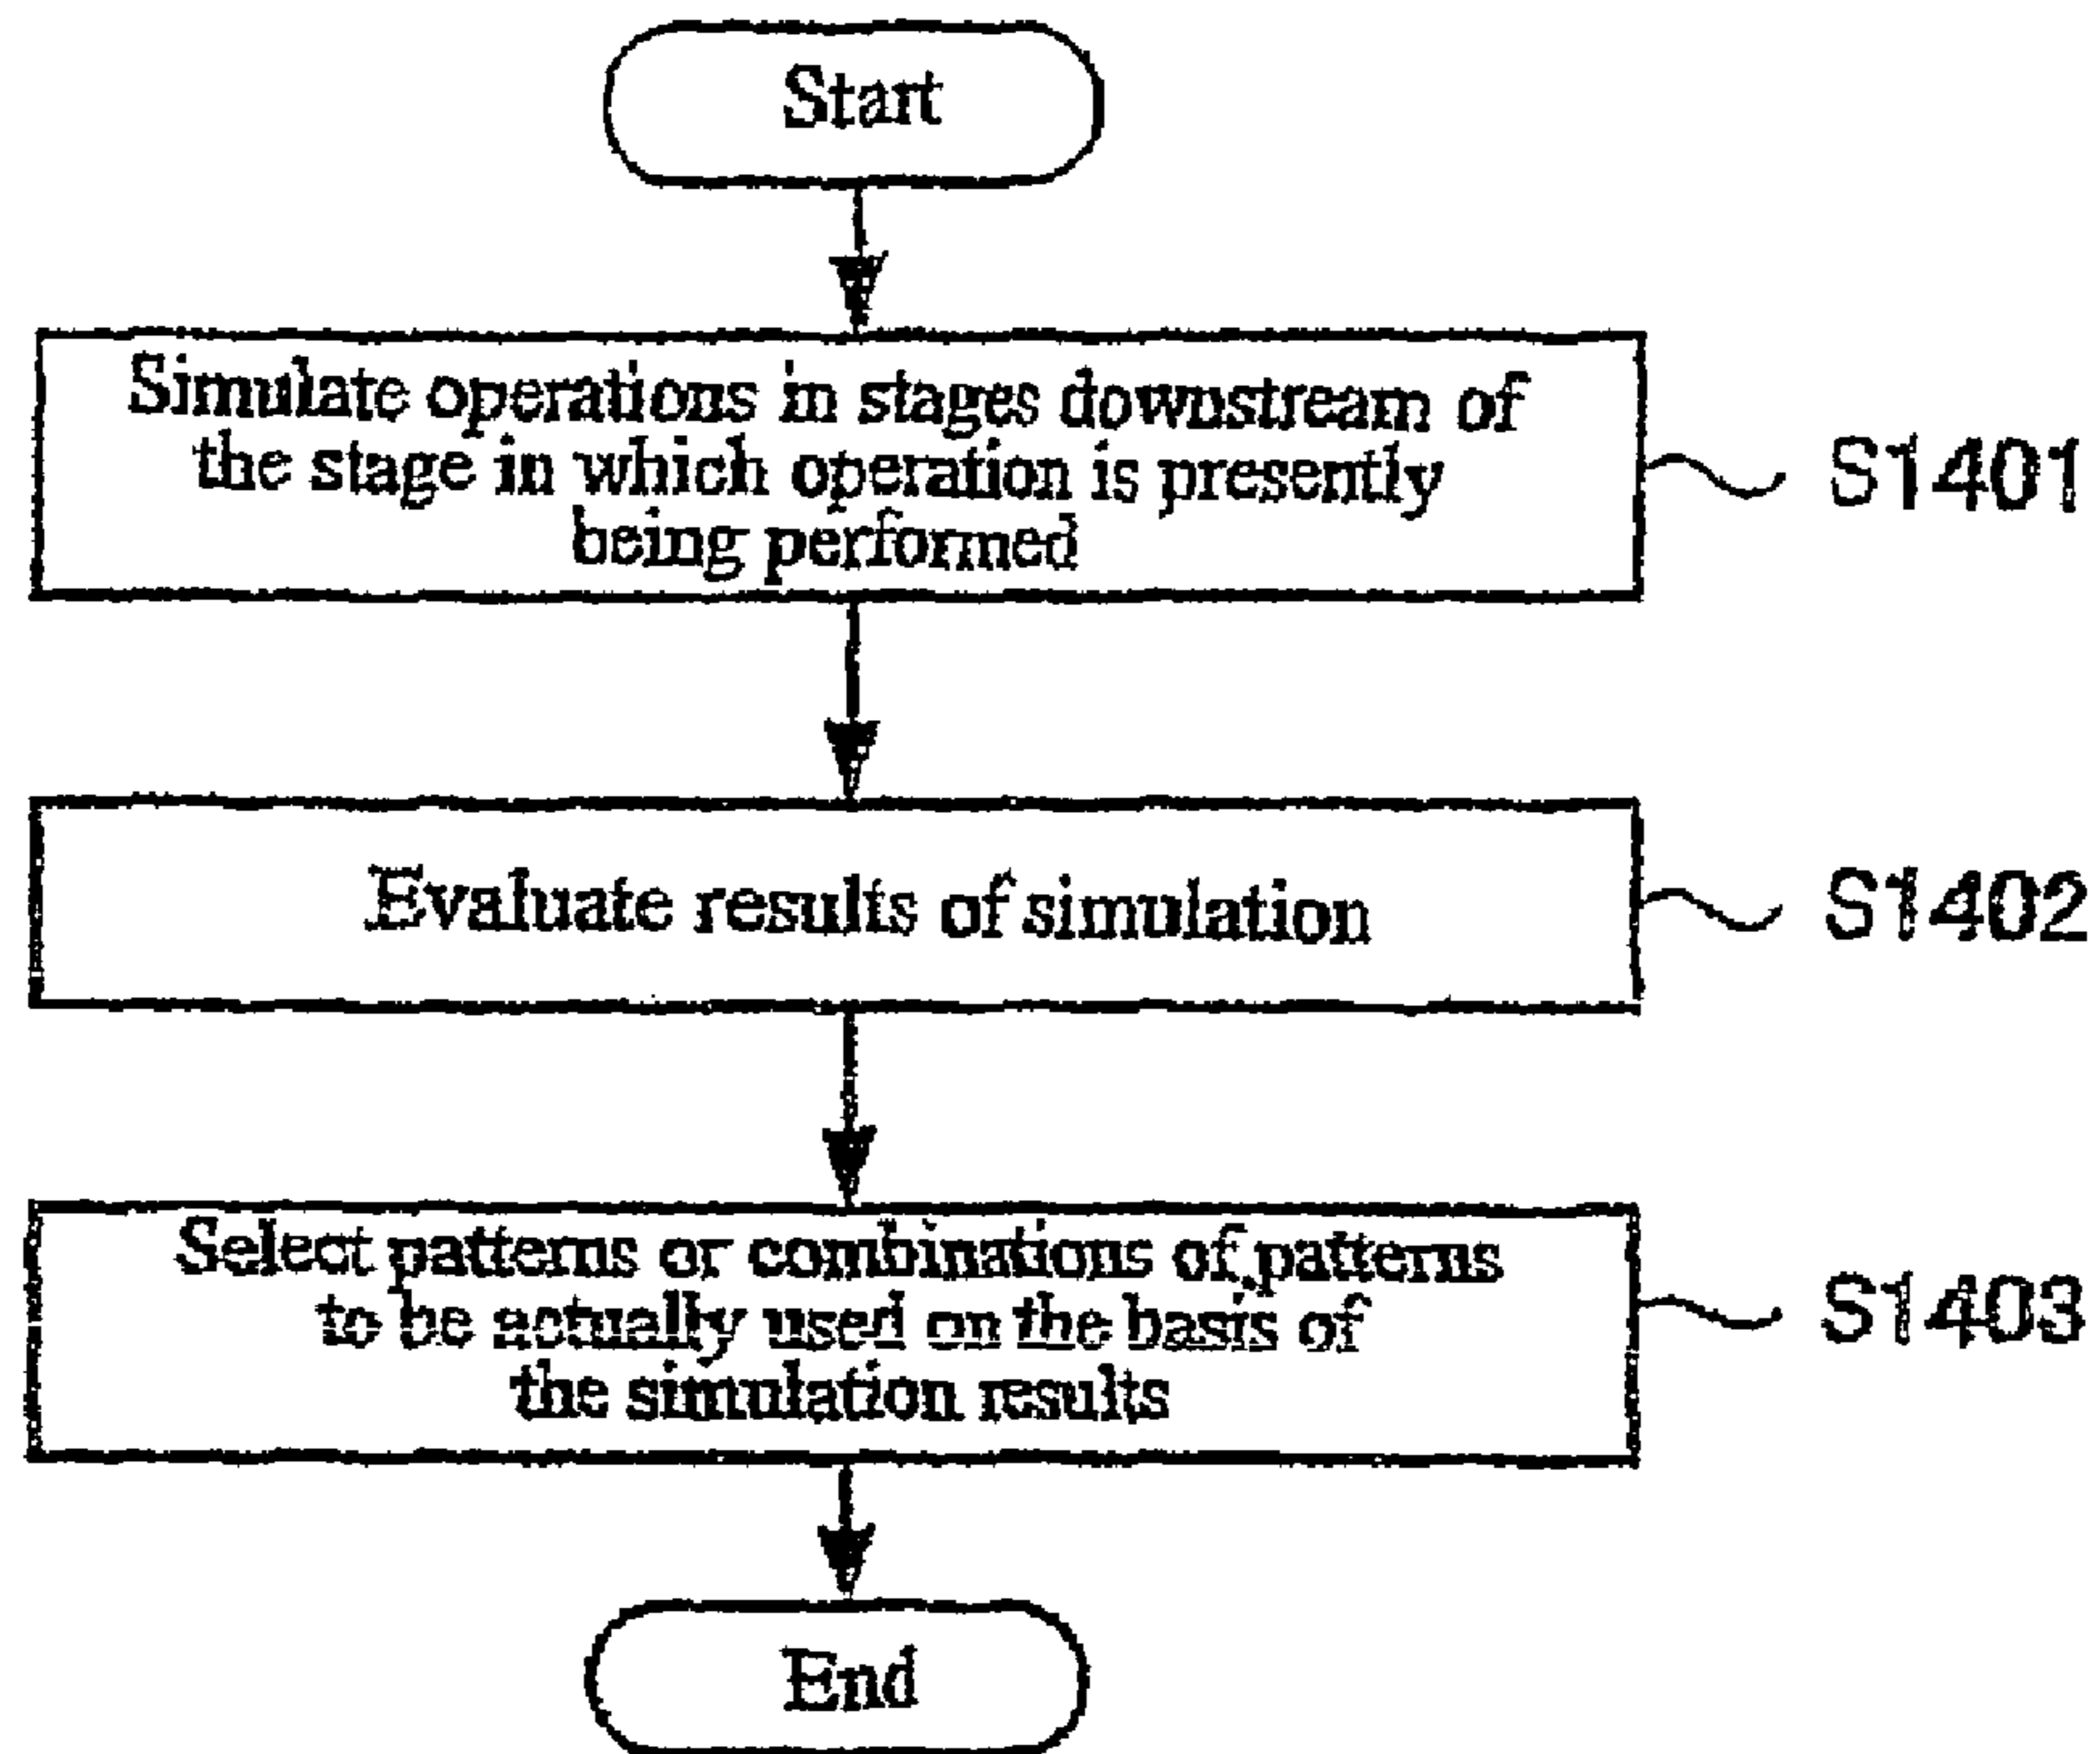 Start
Simulate operations in stages downstream of
the stage in which operation is presently
being performed
S1401
Evaluate results of simulation
S1402
Select patterns or combinations of patterns
to be actually used on the basis of
the simulation results
S1403
End